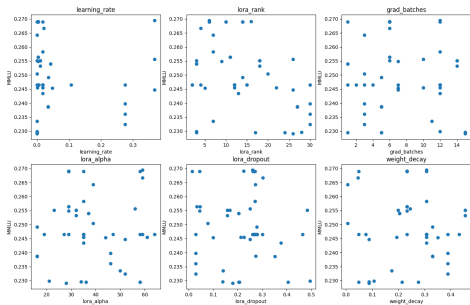 learning_rate lora_rank grad_batches
0.270 0.270 0.270
0.265 0.265 0.265
0.260 0.260 0.260
0.255 0.255 0.255
MMLU MMLU MMLU
0.250 0.250 0.250
0.245 0.245 0.245
0.240 0.240 0.240
0.235 0.235 0.235
0.230 0.230 0.230
0.0 0.1 0.2 0.3 5 10 15 20 25 30 2 4 6 8 10 12 14
learning_rate lora_rank grad_batches
lora_alpha lora_dropout weight_decay
0.270 0.270 0.270
0.265 0.265 0.265
0.260 0.260 0.260
0.255 0.255 0.255
MMLU MMLU MMLU
0.250 0.250 0.250
0.245 0.245 0.245
0.240 0.240 0.240
0.235 0.235 0.235
0.230 0.230 0.230
20 30 40 50 60 0.0 0.1 0.2 0.3 0.4 0.5 0.0 0.1 0.2 0.3 0.4
lora_alpha lora_dropout weight_decay